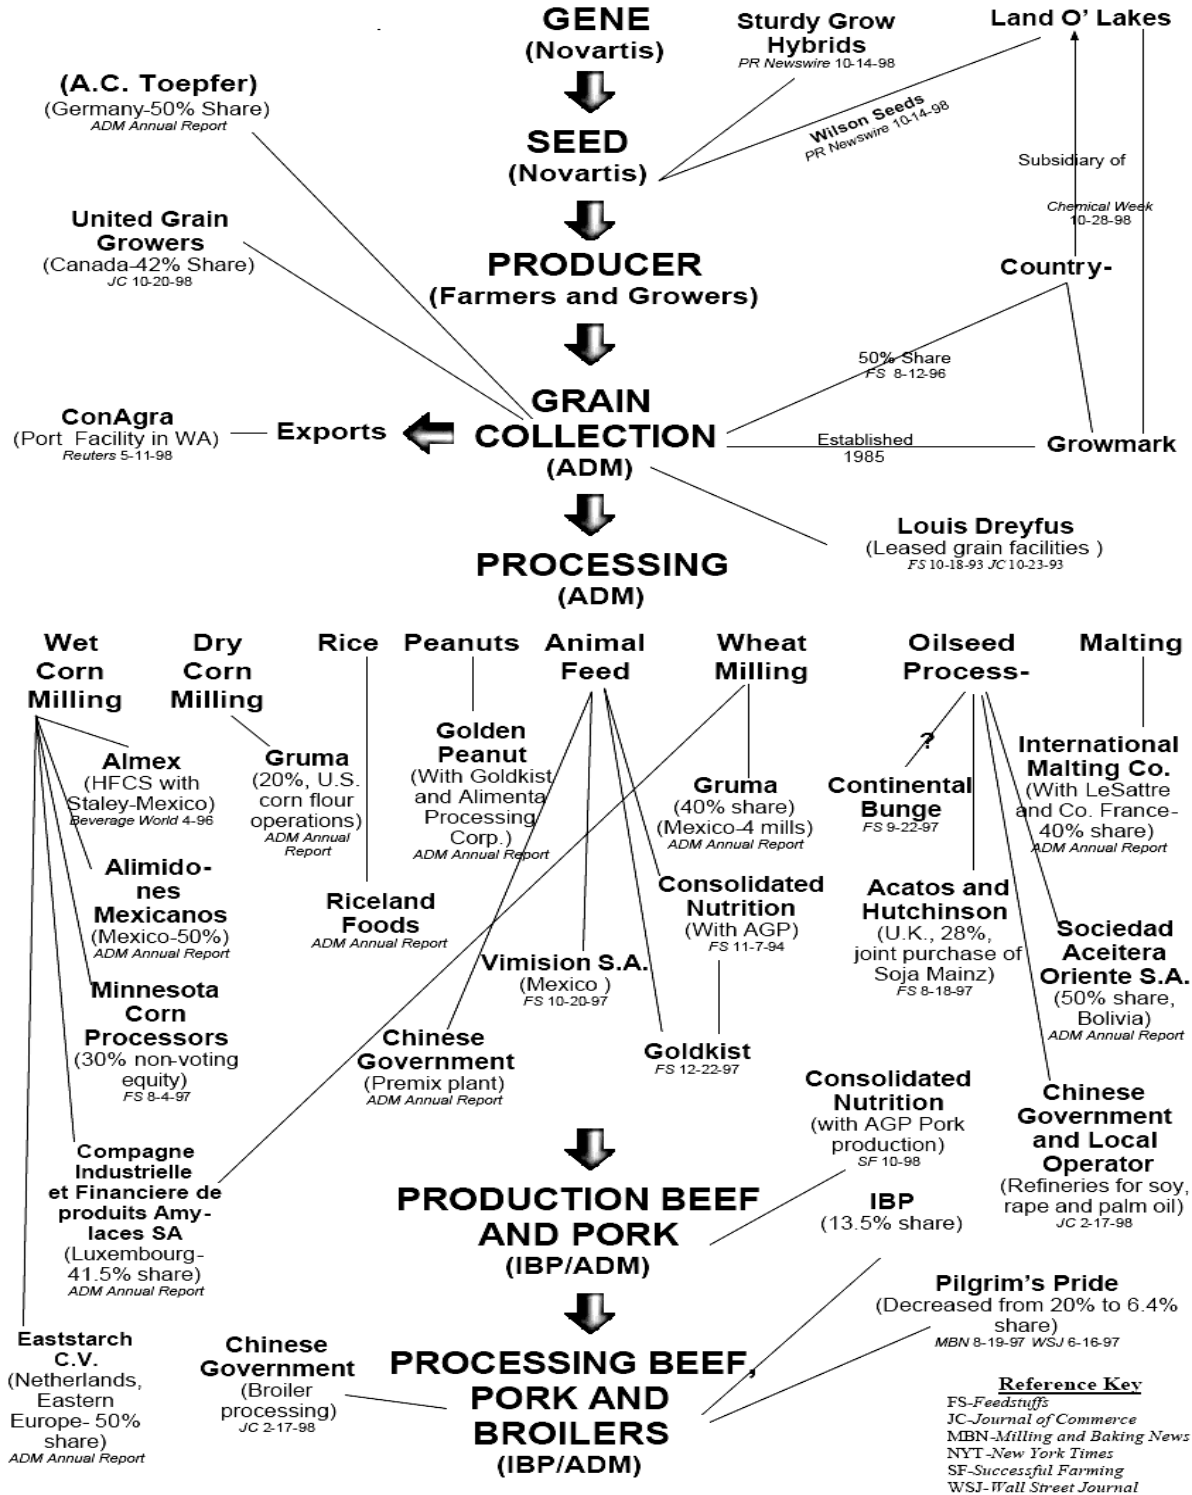 GENE
(Novartis)
Sturdy Grow
Hybrids
PR Newswire 10-14-98
Land O' Lakes
(A.C. Toepfer)
(Germany-50% Share)
ADM Annual Report
Wilson Seeds
PR Newswire 10-14-98
SEED
(Novartis)
Subsidiary of
Chemical Week
10-28-98
United Grain
Growers
(Canada-42% Share)
JC 10-20-98
PRODUCER
(Farmers and Growers)
Country-
50% Share
FS 8-12-96
GRAIN
COLLECTION
(ADM)
ConAgra
(Port Facility in WA)
Reuters 5-11-98
Exports
Established
1985
Growmark
Louis Dreyfus
(Leased grain facilities )
FS 10-18-93 JC 10-23-93
PROCESSING
(ADM)
Wet
Corn
Milling
Dry
Corn
Milling
Rice
Peanuts
Animal
Feed
Wheat
Milling
Oilseed
Process-
Malting
Almex
(HFCS with
Staley-Mexico)
Beverage World 4-96
Gruma
(20%, U.S.
corn flour
operations)
ADM Annual
Report
Golden
Peanut
(With Goldkist
and Alimenta
Processing
Corp.)
ADM Annual Report
Gruma
(40% share)
(Mexico-4 mills)
ADM Annual Report
?
Continental
Bunge
FS 9-22-97
International
Malting Co.
(With LeSattre
and Co. France-
40% share)
ADM Annual Report
Alimido-
nes
Mexicanos
(Mexico-50%)
ADM Annual Report
Riceland
Foods
ADM Annual Report
Consolidated
Nutrition
(With AGP)
FS 11-7-94
Acatos and
Hutchinson
(U.K., 28%,
joint purchase of
Soja Mainz)
FS 8-18-97
Sociedad
Aceitera
Oriente S.A.
(50% share,
Bolivia)
ADM Annual Report
Minnesota
Corn
Processors
(30% non-voting
equity)
FS 8-4-97
Vimision S.A.
(Mexico )
FS 10-20-97
Chinese
Government
(Premix plant)
ADM Annual Report
Goldkist
FS 12-22-97
Consolidated
Nutrition
(with AGP Pork
production)
SF 10-98
Chinese
Government
and Local
Operator
(Refineries for soy,
rape and palm oil)
JC 2-17-98
Compagne
Industrielle
et Financiere de
produits Amy-
laces SA
(Luxembourg-
41.5% share)
ADM Annual Report
PRODUCTION BEEF
AND PORK
(IBP/ADM)
IBP
(13.5% share)
Pilgrim's Pride
(Decreased from 20% to 6.4%
share)
MBN 8-19-97 WSJ 6-16-97
Eaststarch
C.V.
(Netherlands,
Eastern
Europe- 50%
share)
ADM Annual Report
Chinese
Government
(Broiler
processing)
JC 2-17-98
PROCESSING BEEF,
PORK AND
BROILERS
(IBP/ADM)
Reference Key
FS-Feedstuffs
JC-Journal of Commerce
MBN-Milling and Baking News
NYT-New York Times
SF-Successful Farming
WSJ-Wall Street Journal